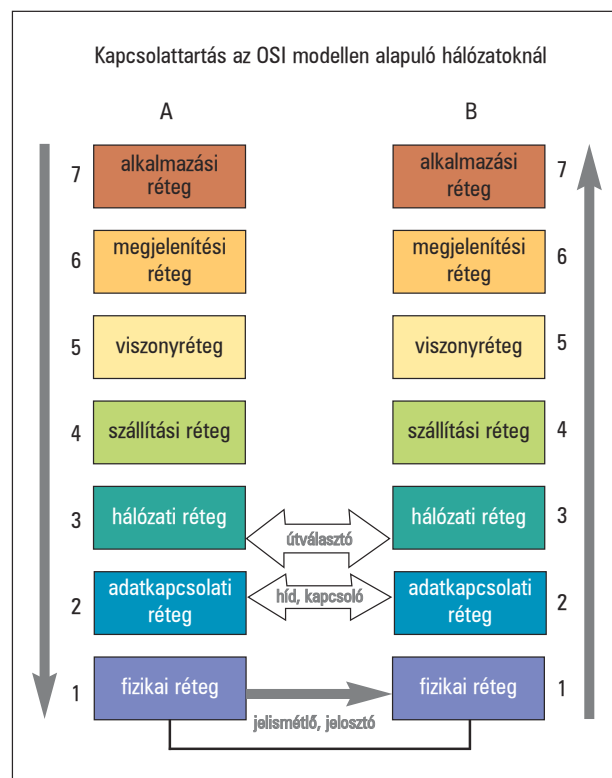 Kapcsolattartás az OSI modellen alapuló hálózatoknál
A B
7 alkalmazási réteg alkalmazási réteg 7
6 megjelenítési réteg megjelenítési réteg 6
5 viszonyréteg viszonyréteg 5
4 szállítási réteg szállítási réteg 4
3 hálózati réteg hálózati réteg 3
útválasztó
2 adatkapcsolati réteg híd, kapcsoló adatkapcsolati réteg 2
1 fizikai réteg fizikai réteg 1
jelismétlő, jelosztó